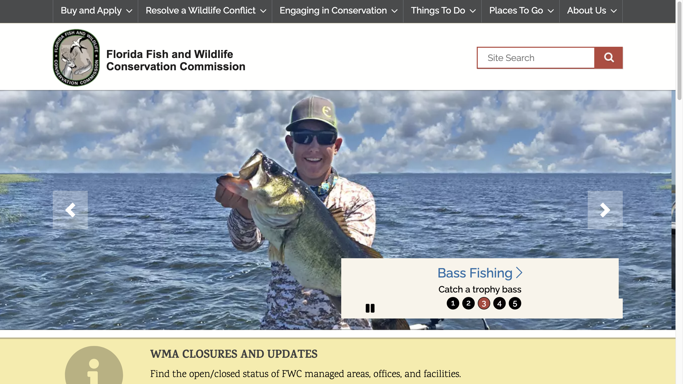 Buy and Apply
Resolve a Wildlife Conflict
Engaging in Conservation
Things To Do
Places To Go
About Us
Florida Fish and Wildlife
Conservation Commission
Site Search
Bass Fishing
Catch a trophy bass
1 2 3 4 5
WMA CLOSURES AND UPDATES
Find the open/closed status of FWC managed areas, offices, and facilities.